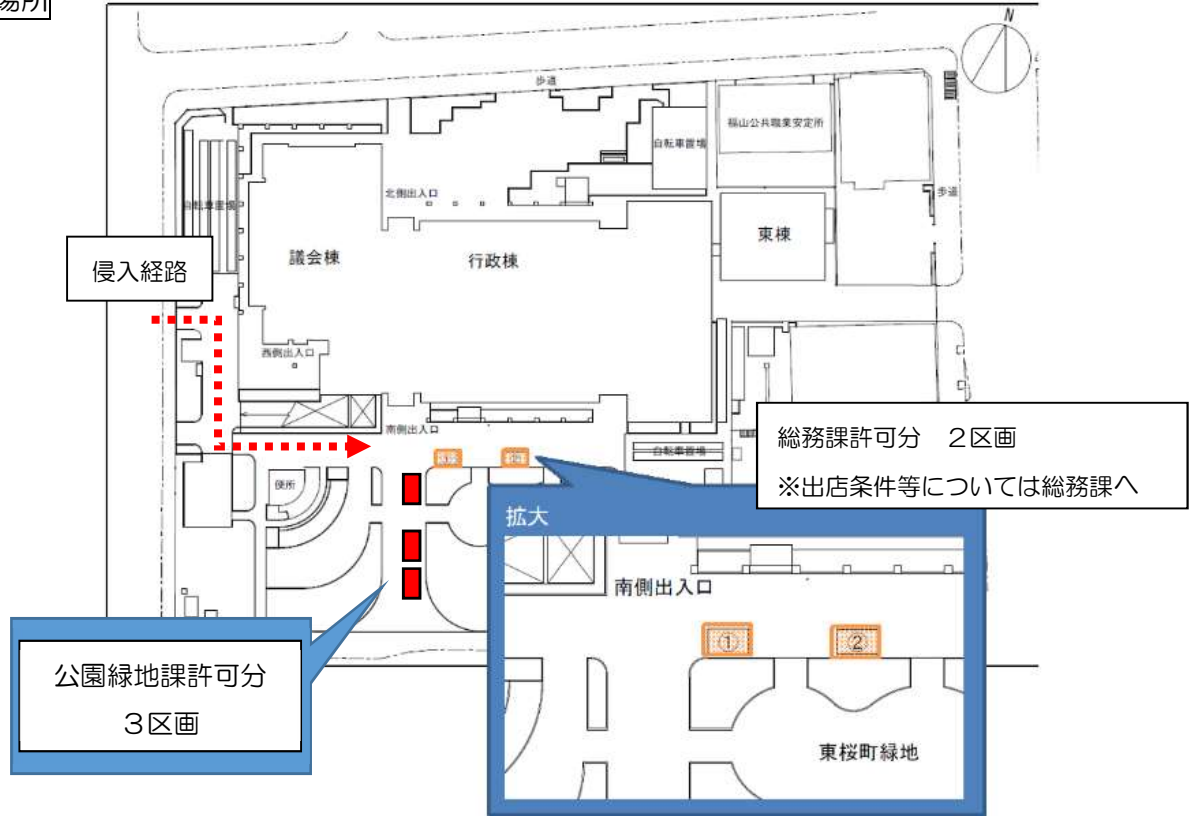 場所
N
歩道
福山公共職業安定所
自転車置場
北側出入口
自転車置場
歩道
東棟
議会棟
行政棟
侵入経路
西側出入口
南側出入口
自転車置場
総務課許可分　２区画
※出店条件等については総務課へ
便所
拡大
南側出入口
①
②
公園緑地課許可分
３区画
東桜町緑地